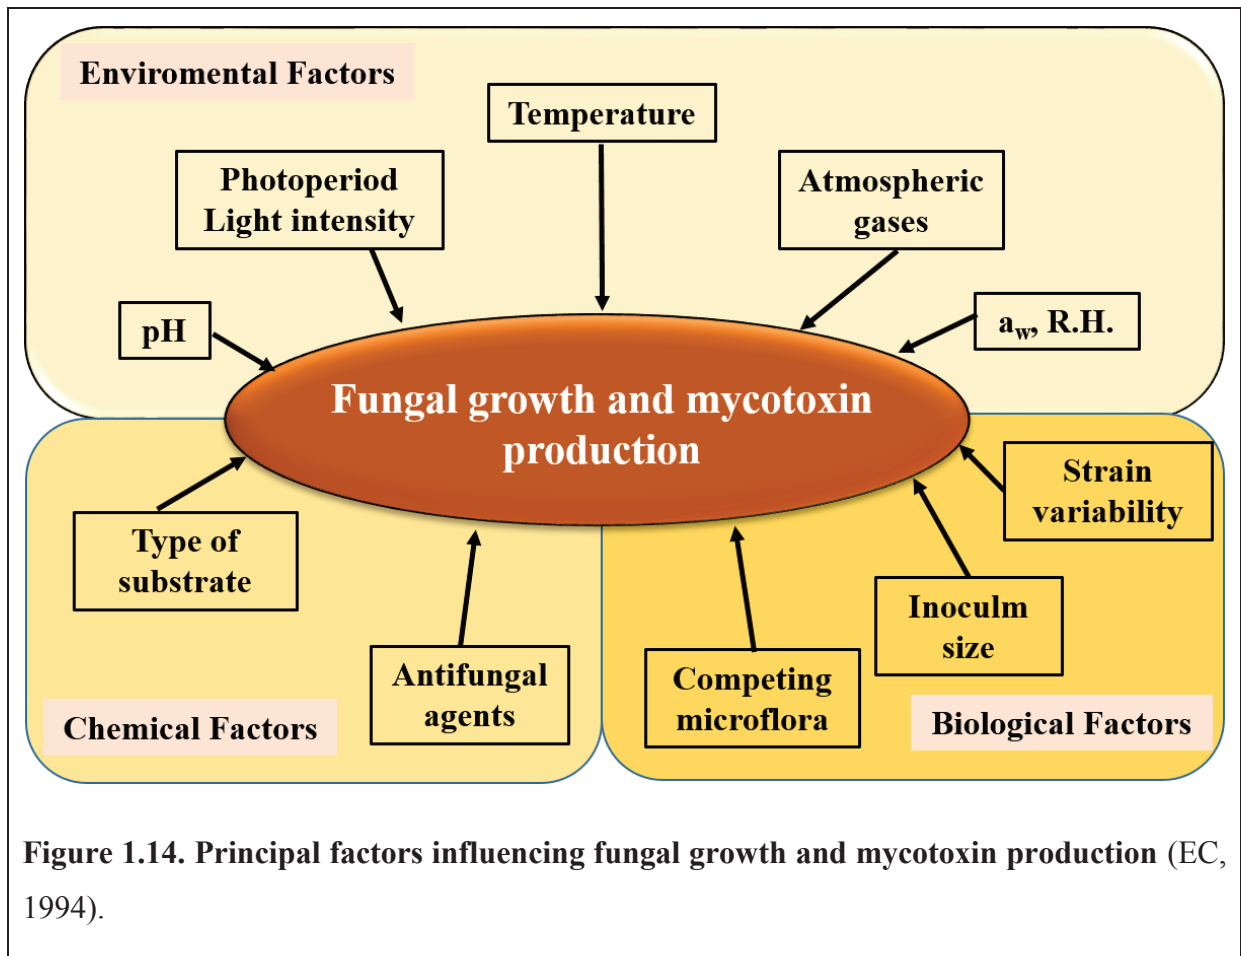 Enviromental Factors
Temperature
Photoperiod
Light intensity
Atmospheric
gases
pH
aw, R.H.
Fungal growth and mycotoxin
production
Strain
variability
Type of
substrate
Inoculm
size
Antifungal
agents
Competing
microflora
Chemical Factors
Biological Factors
Figure 1.14. Principal factors influencing fungal growth and mycotoxin production (EC,
1994).